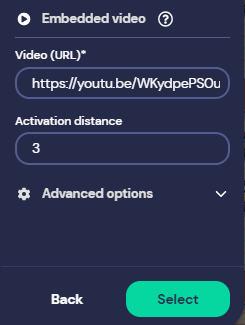 Embedded video ?
Video (URL)*
https://youtu.be/WKydpePS0u
Activation distance
3
Advanced options
Back Select